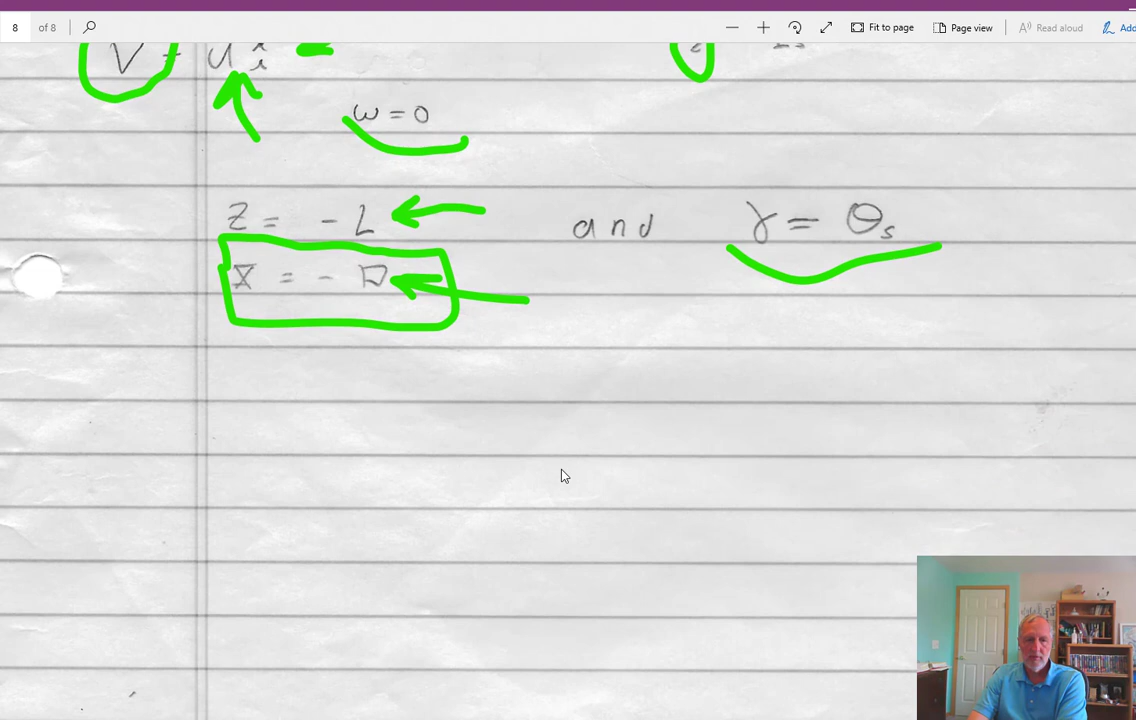 8 of 8 Fit to page Page view Read aloud
V = u
ω = 0
Z = - L and γ = θs
X = - D